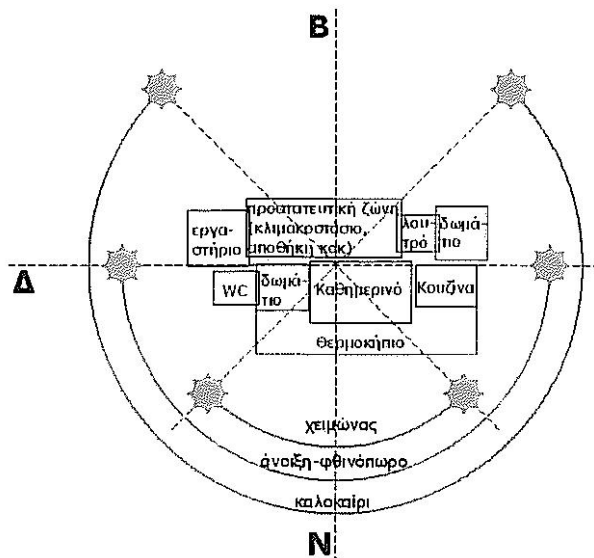 Β
προστατευτική ζώνη
(κλιμακοστάσιο,
αποθήκη κακ)
εργα-
στήριο
λου-
τρό
δωμά-
τιο
Δ
WC
δωμά-
τιο
Καθημερινό
Κουζίνα
Θερμοκήπιο
χειμώνας
άνοιξη-φθινόπωρο
καλοκαίρι
Ν